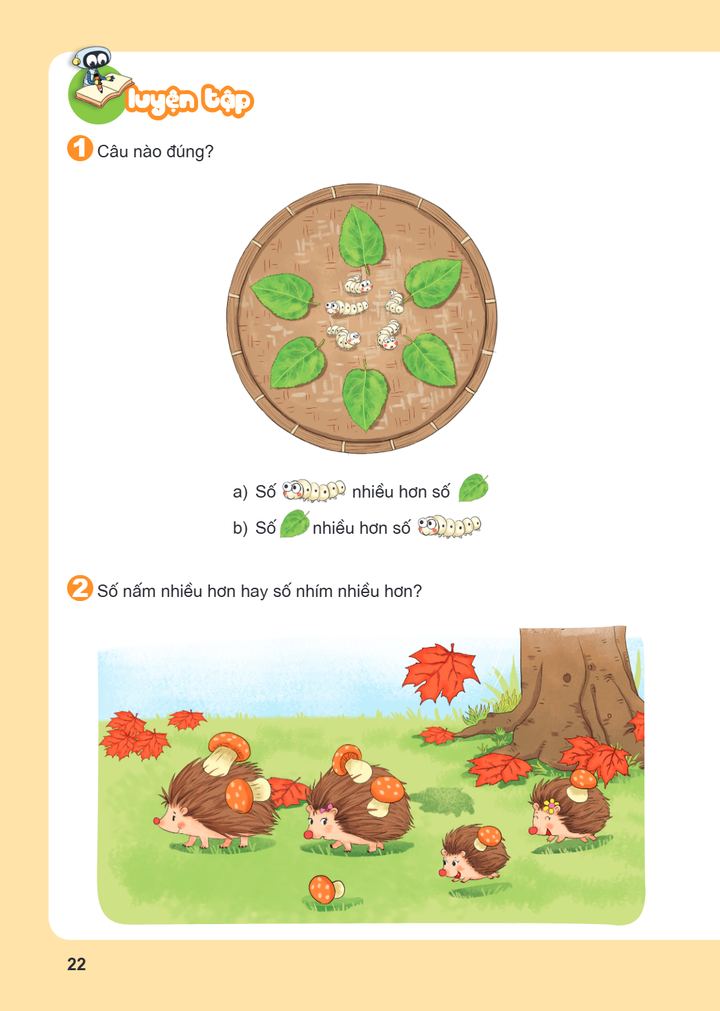 luyện tập
1 Câu nào đúng?
a) Số nhiều hơn số
b) Số nhiều hơn số
2 Số nấm nhiều hơn hay số nhím nhiều hơn?
22